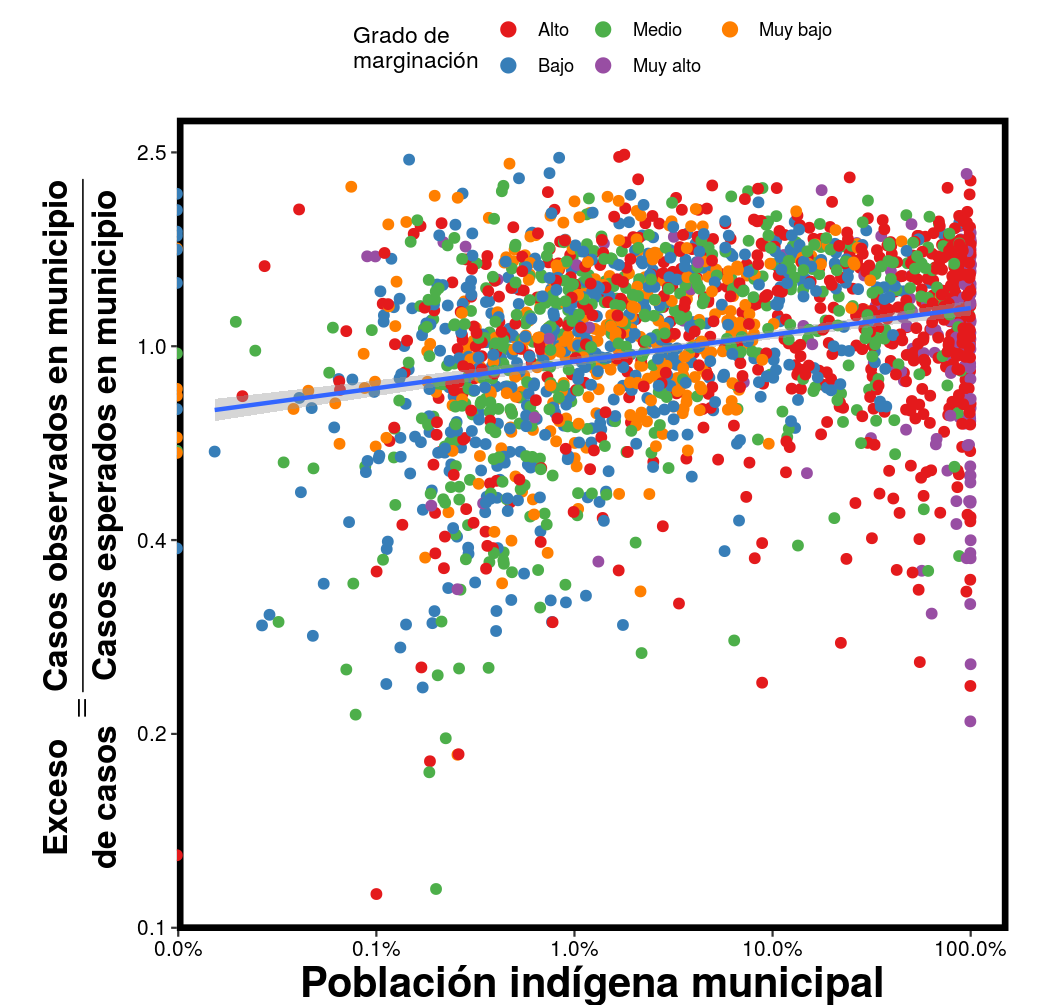 Grado de
marginación
Alto
Medio
Muy bajo
Bajo
Muy alto
Exceso
de casos
=
Casos observados en municipio
Casos esperados en municipio
2.5
1.0
0.4
0.2
0.1
0.0%
0.1%
1.0%
10.0%
100.0%
Población indígena municipal